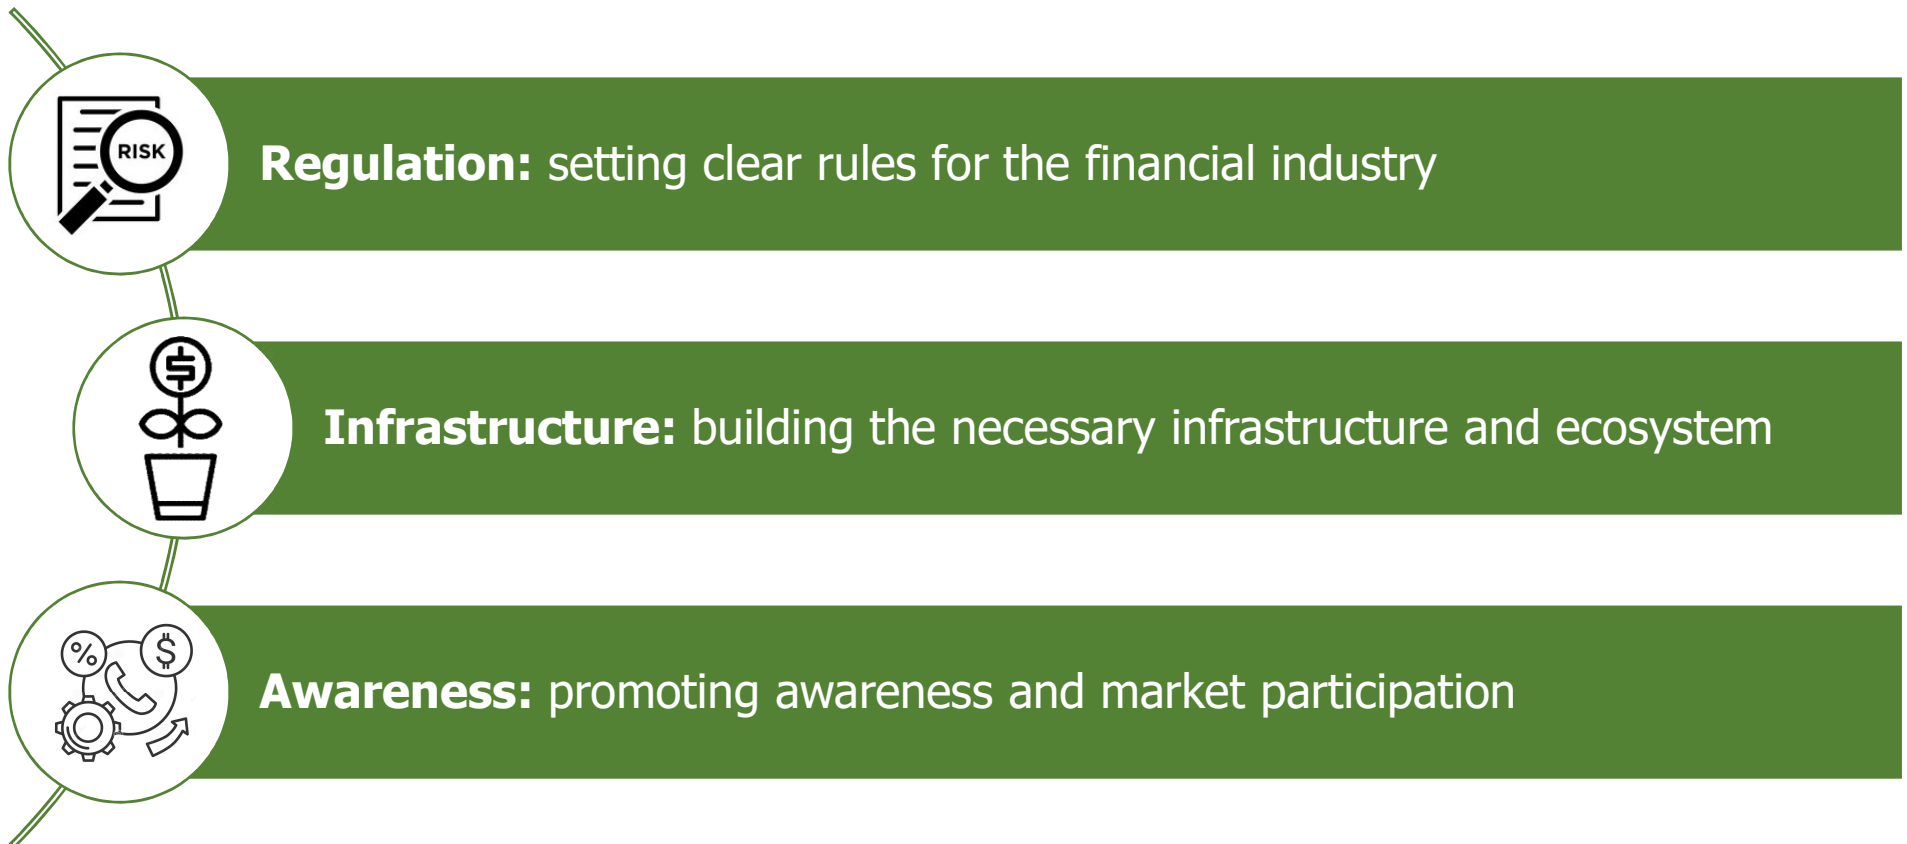 RISK
Regulation: setting clear rules for the financial industry
$
Infrastructure: building the necessary infrastructure and ecosystem
% $
Awareness: promoting awareness and market participation